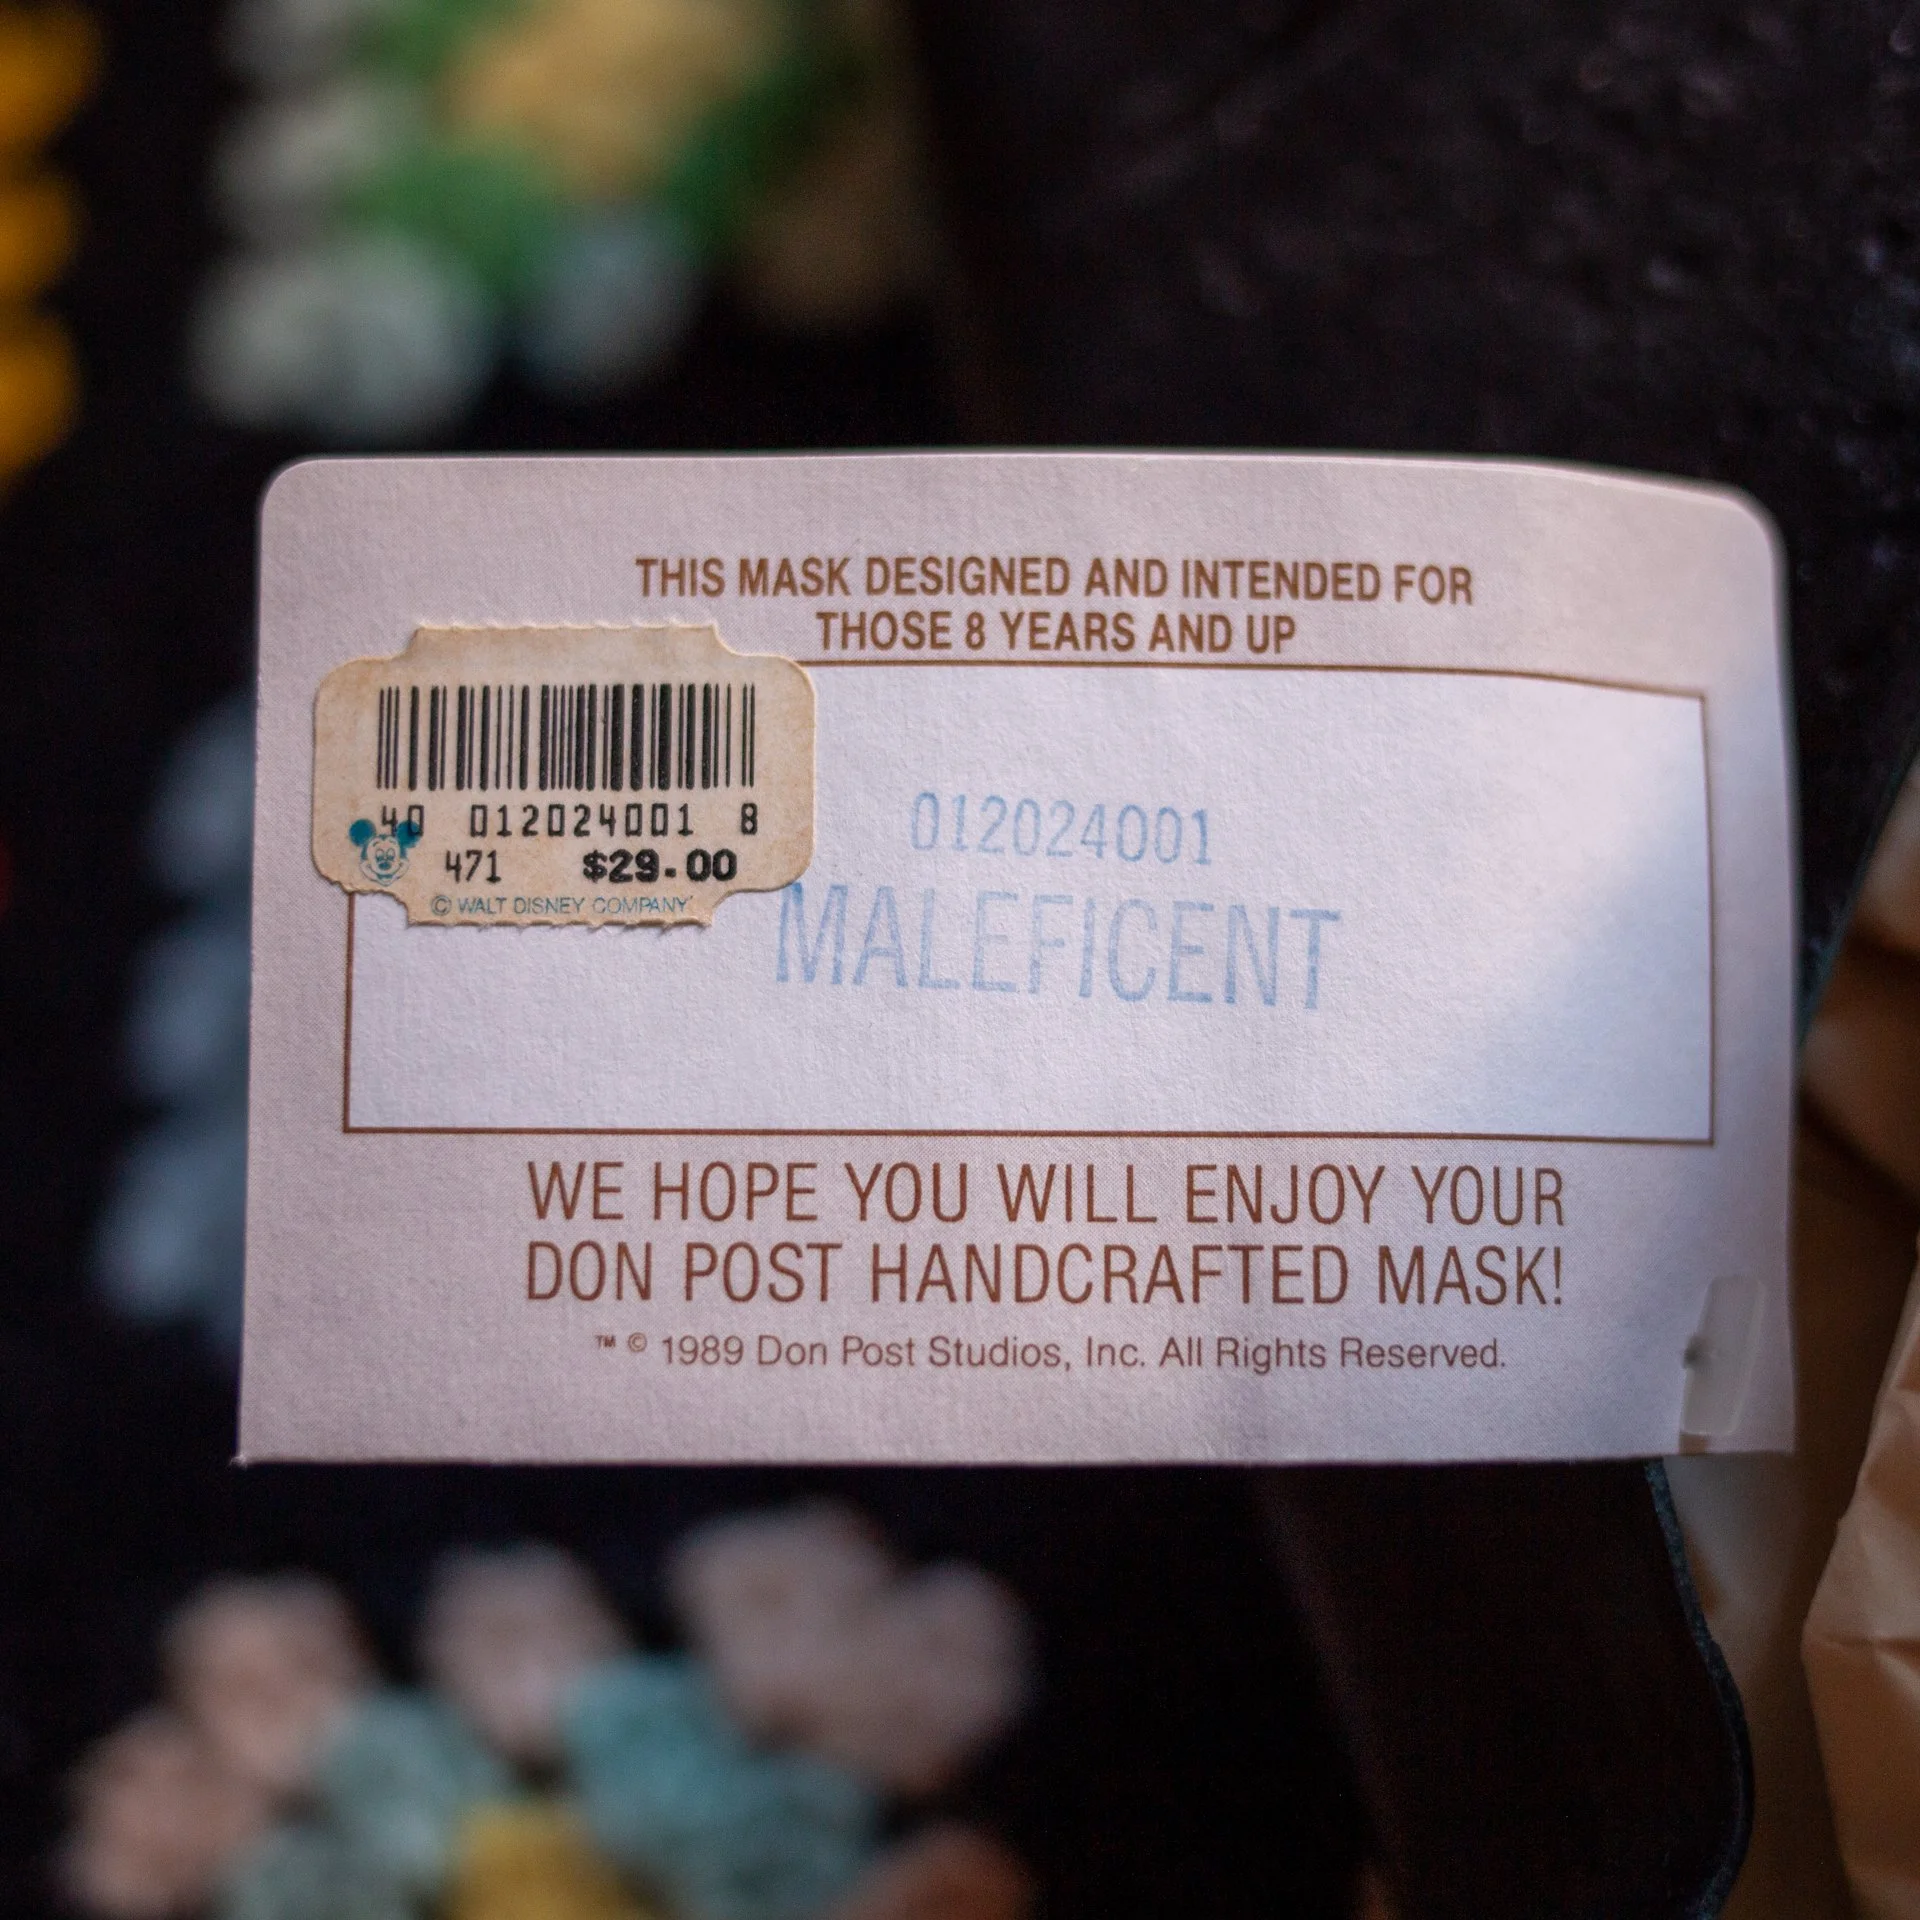 THIS MASK DESIGNED AND INTENDED FOR
THOSE 8 YEARS AND UP
40 012024001 8
471 $29.00
© WALT DISNEY COMPANY
012024001
MALEFICENT
WE HOPE YOU WILL ENJOY YOUR
DON POST HANDCRAFTED MASK!
™ © 1989 Don Post Studios, Inc. All Rights Reserved.